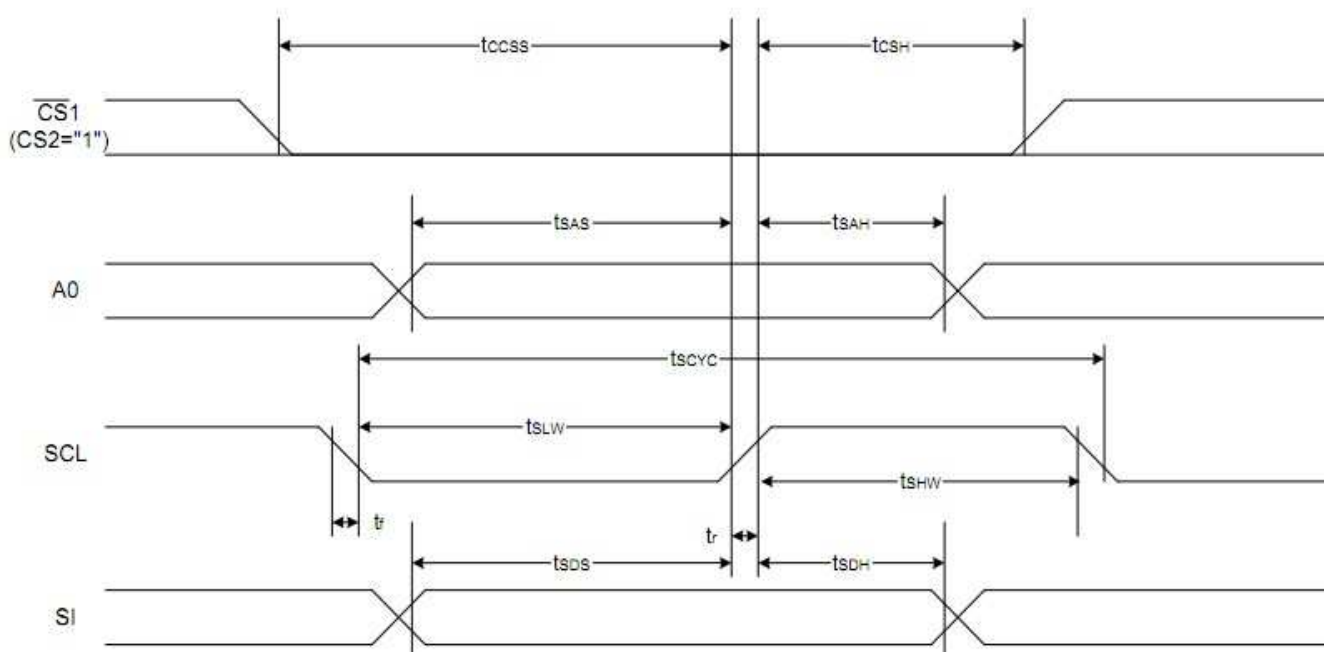 tCCSS
tCSH
CS1
(CS2="1")
tSAS
tSAH
A0
tSCYC
tSLW
SCL
tSHW
tf
tr
tSDS
tSDH
SI